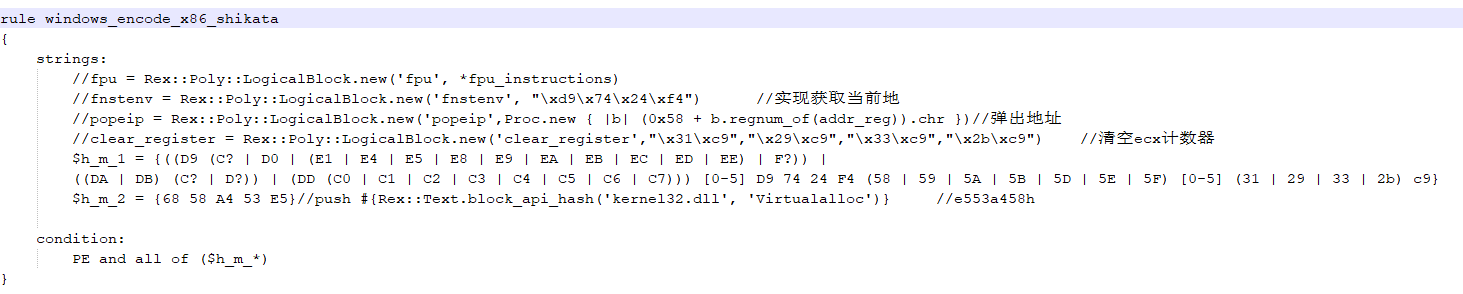 rule windows_encode_x86_shikata
{
strings:
//fpu = Rex::Poly::LogicalBlock.new('fpu', *fpu_instructions)
//fnstenv = Rex::Poly::LogicalBlock.new('fnstenv', "\xd9\x74\x24\xf4") //实现获取当前地
//popeip = Rex::Poly::LogicalBlock.new('popeip',Proc.new { |b| (0x58 + b.regnum_of(addr_reg)).chr })//弹出地址
//clear_register = Rex::Poly::LogicalBlock.new('clear_register',"\x31\xc9","\x29\xc9","\x33\xc9","\x2b\xc9") //清空ecx计数器
$h_m_1 = {((D9 (C? | D0 | (E1 | E4 | E5 | E8 | E9 | EA | EB | EC | ED | EE) | F?)) |
((DA | DB) (C? | D?)) | (DD (C0 | C1 | C2 | C3 | C4 | C5 | C6 | C7))) [0-5] D9 74 24 F4 (58 | 59 | 5A | 5B | 5D | 5E | 5F) [0-5] (31 | 29 | 33 | 2b) c9}
$h_m_2 = {68 58 A4 53 E5}//push #{Rex::Text.block_api_hash('kernel32.dll', 'Virtualalloc')} //e553a458h
condition:
PE and all of ($h_m_*)
}